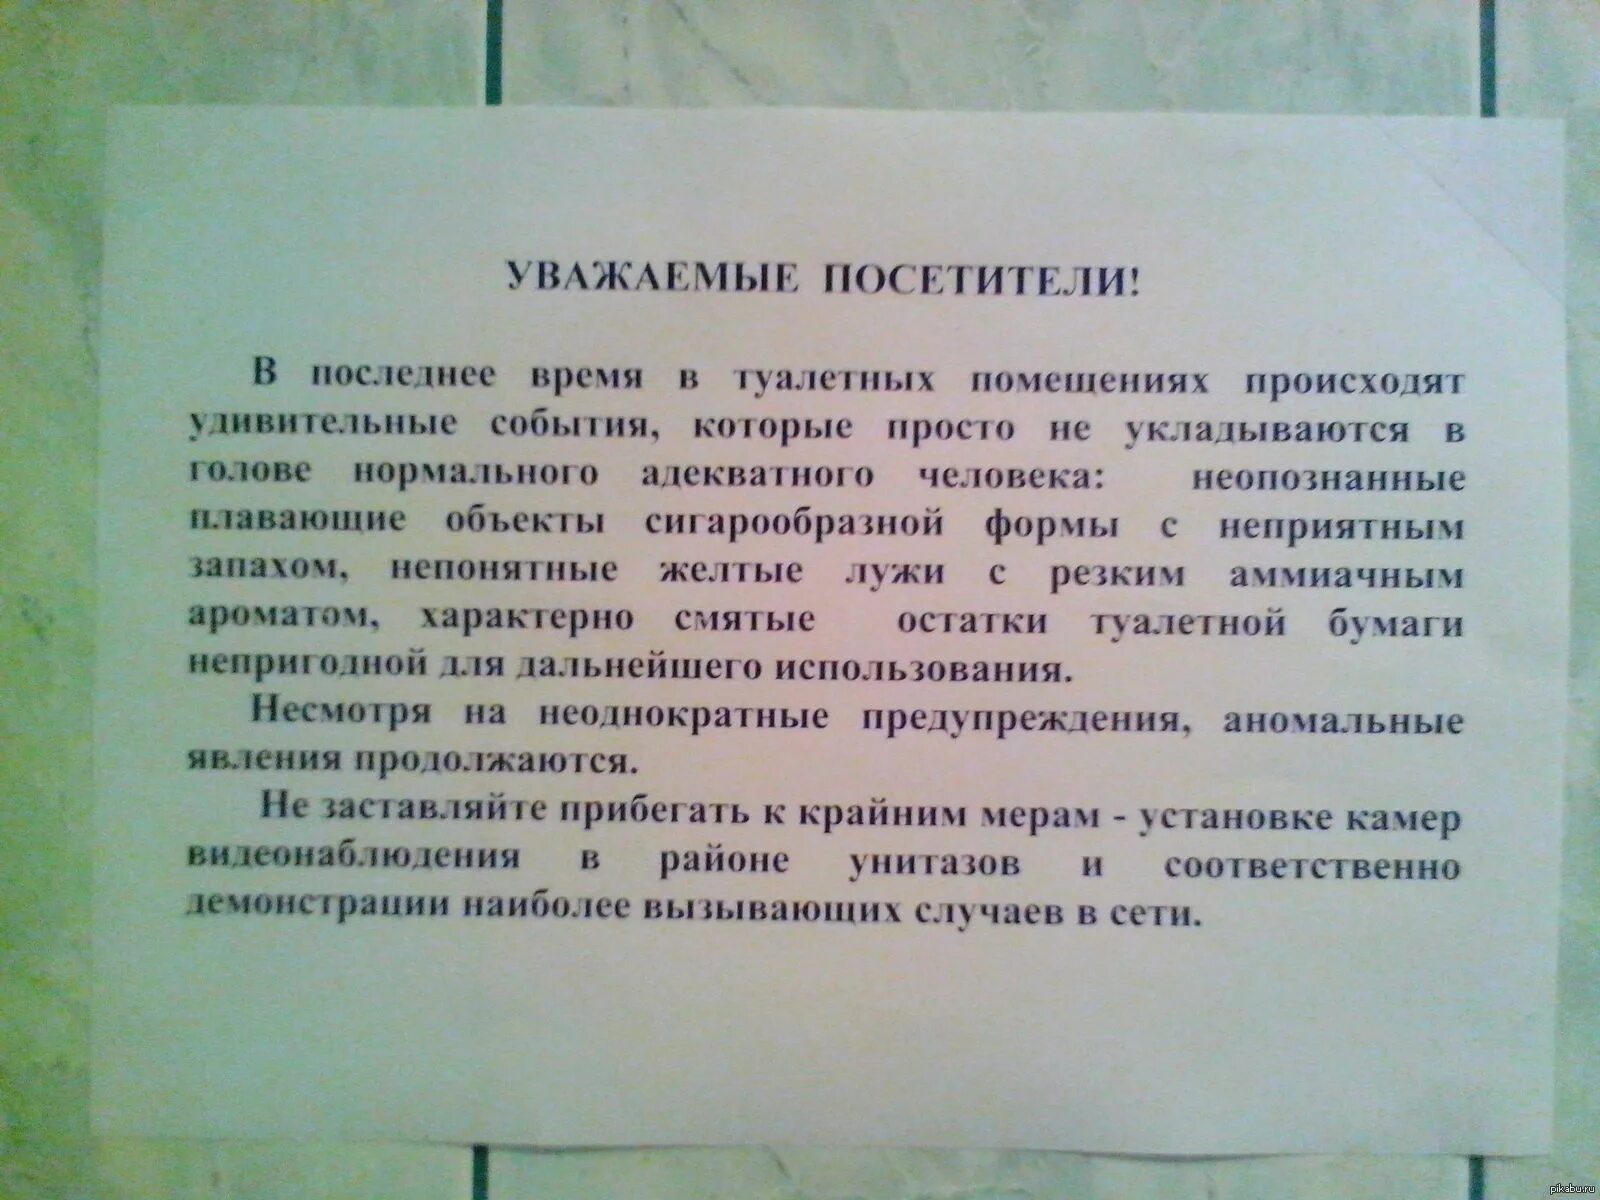 УВАЖАЕМЫЕ ПОСЕТИТЕЛИ!
В последнее время в туалетных помещениях происходят
удивительные события, которые просто не укладываются в
голове нормального адекватного человека: неопознанные
плавающие объекты сигарообразной формы с неприятным
запахом, непонятные желтые лужи с резким аммиачным
ароматом, характерно смятые остатки туалетной бумаги
непригодной для дальнейшего использования.
Несмотря на неоднократные предупреждения, аномальные
явления продолжаются.
Не заставляйте прибегать к крайним мерам - установке камер
видеонаблюдения в районе унитазов и соответственно
демонстрации наиболее вызывающих случаев в сети.
pikabu.ru